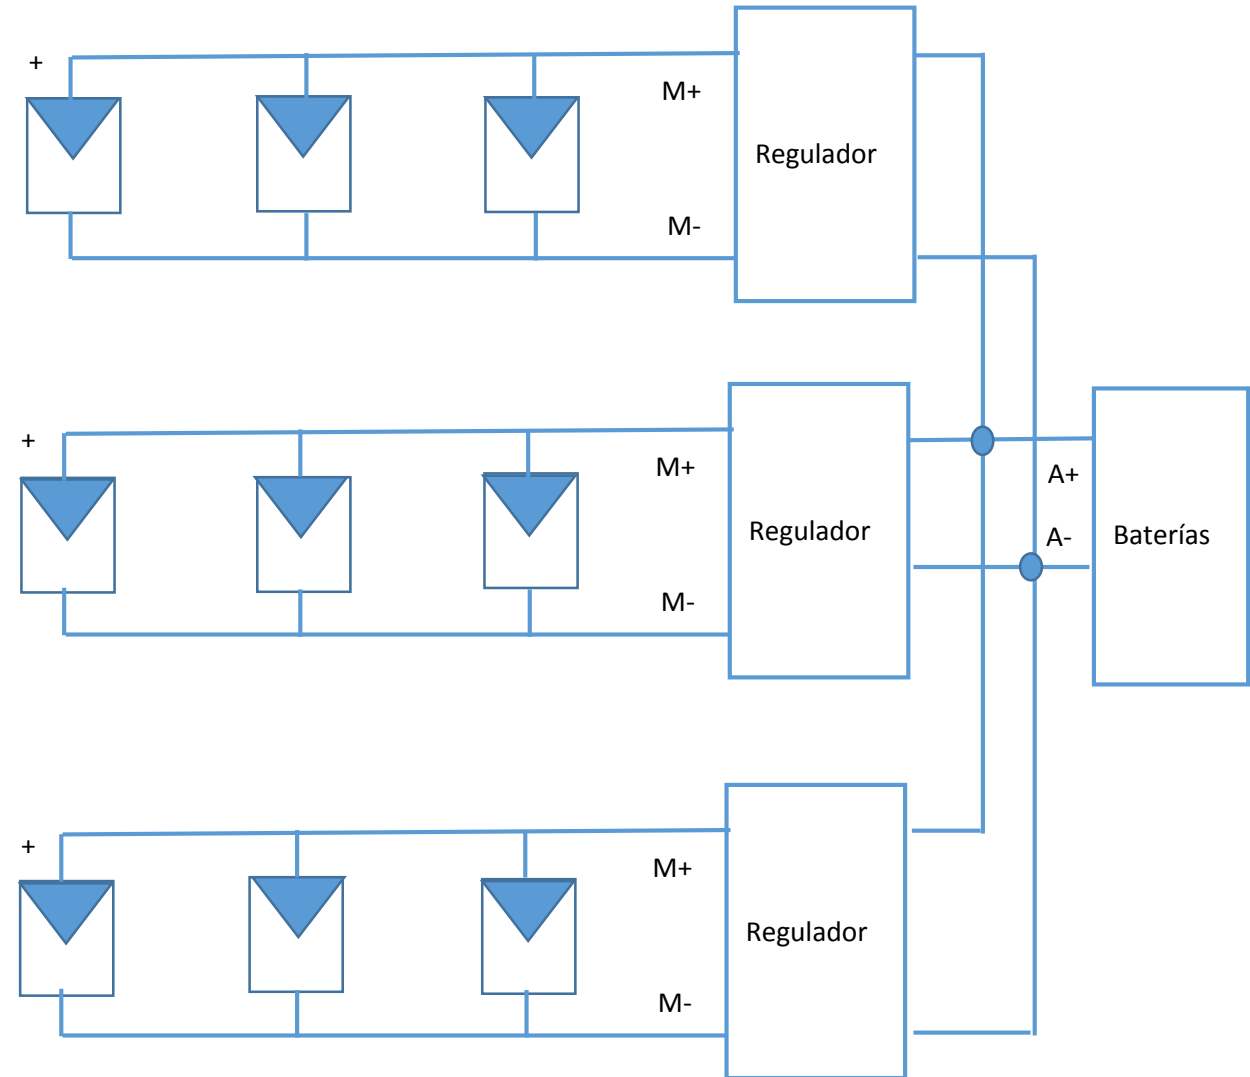 +
M+
Regulador
M-
+
M+
A+
Regulador
A-
Baterías
M-
+
M+
Regulador
M-